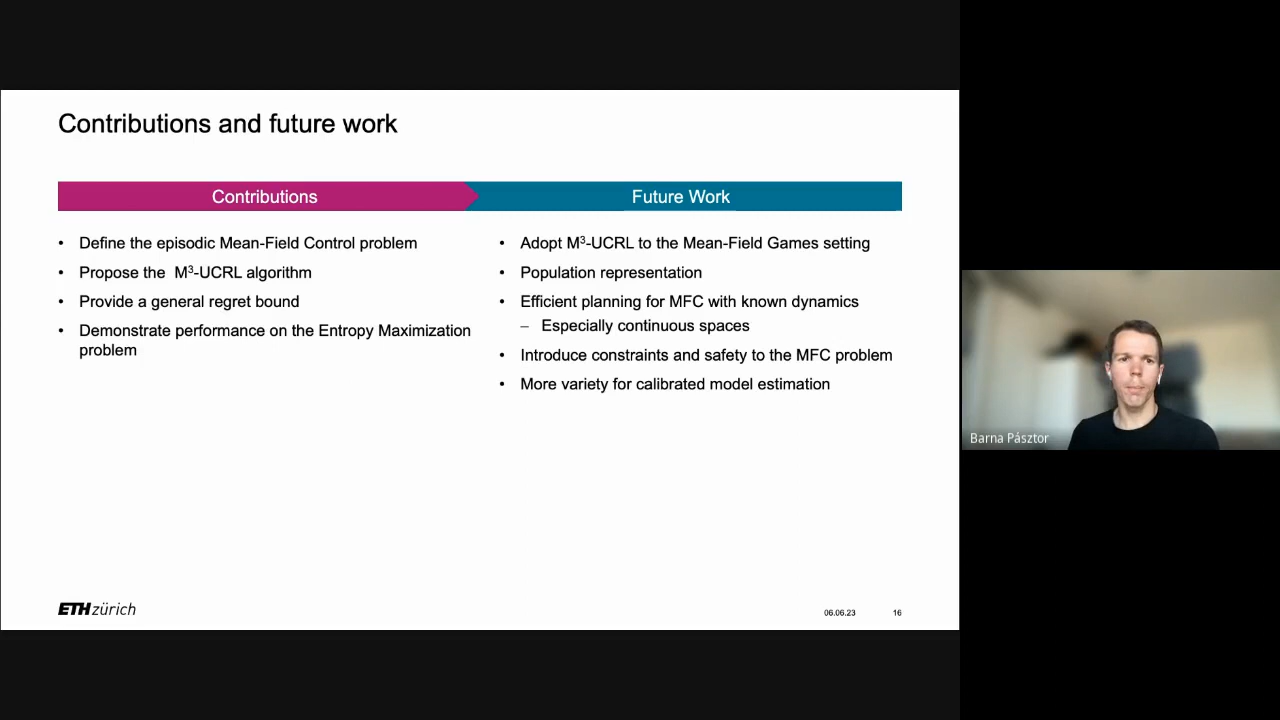 Contributions and future work
Contributions
Future Work
• Define the episodic Mean-Field Control problem
• Propose the M³-UCRL algorithm
• Provide a general regret bound
• Demonstrate performance on the Entropy Maximization
problem
• Adopt M³-UCRL to the Mean-Field Games setting
• Population representation
• Efficient planning for MFC with known dynamics
– Especially continuous spaces
• Introduce constraints and safety to the MFC problem
• More variety for calibrated model estimation
Barna Pásztor
ETH zürich
06.06.23
16